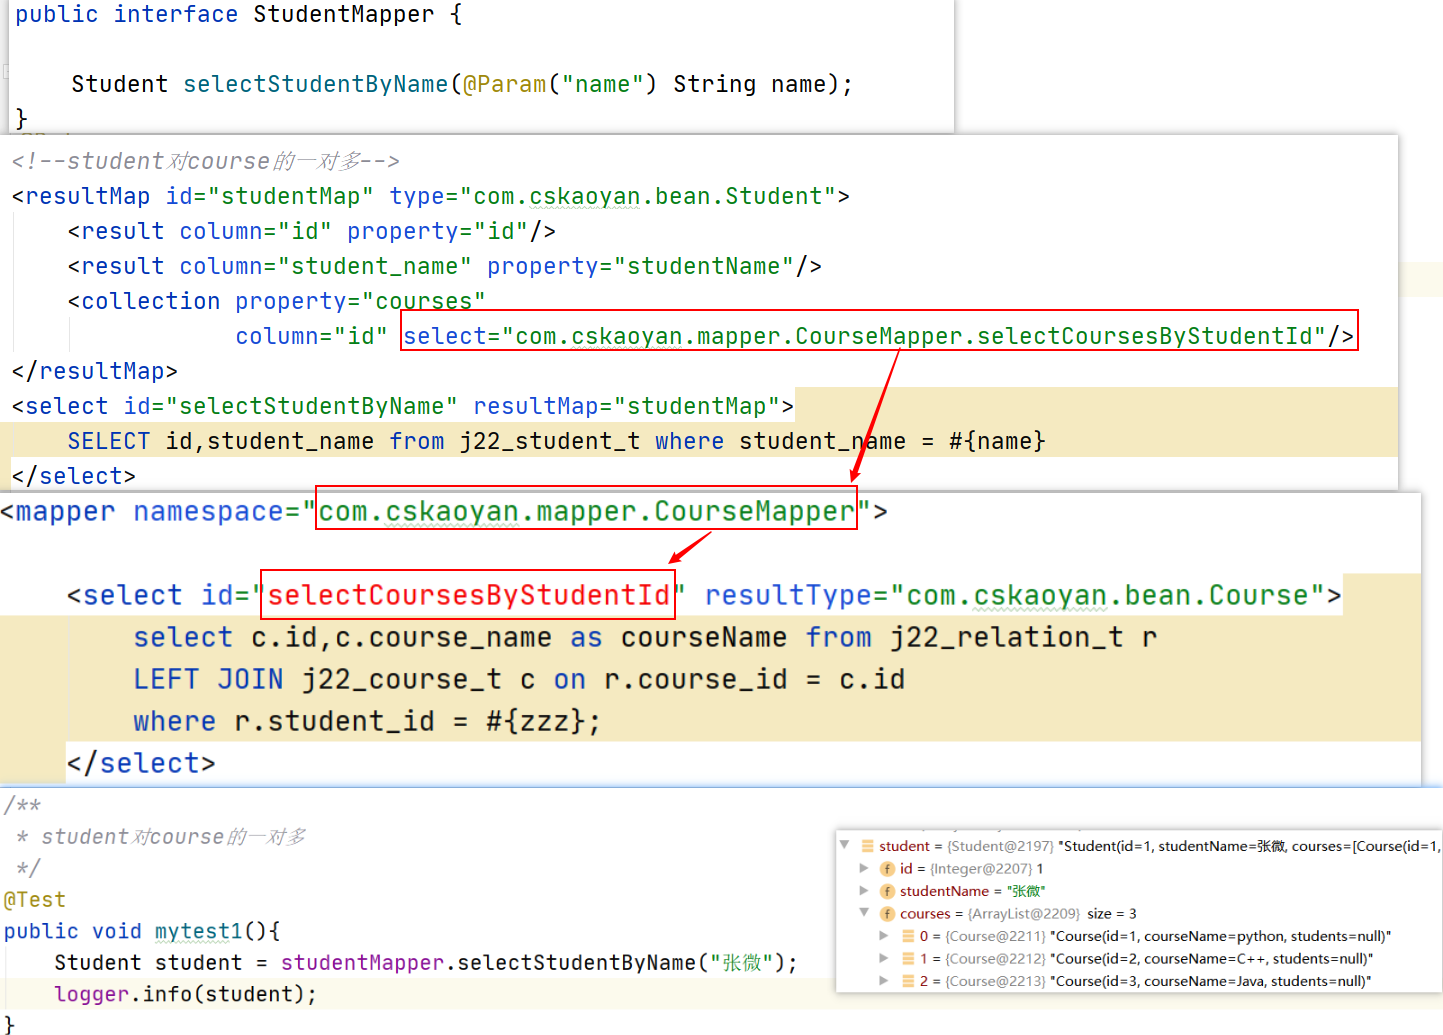 public interface StudentMapper {
Student selectStudentByName(@Param("name") String name);
}
<!--student对course的一对多-->
<resultMap id="studentMap" type="com.cskaoyan.bean.Student">
<result column="id" property="id"/>
<result column="student_name" property="studentName"/>
<collection property="courses"
column="id" select="com.cskaoyan.mapper.CourseMapper.selectCoursesByStudentId"/>
</resultMap>
<select id="selectStudentByName" resultMap="studentMap">
SELECT id,student_name from j22_student_t where student_name = #{name}
</select>
<mapper namespace="com.cskaoyan.mapper.CourseMapper">
<select id="selectCoursesByStudentId" resultType="com.cskaoyan.bean.Course">
select c.id,c.course_name as courseName from j22_relation_t r
LEFT JOIN j22_course_t c on r.course_id = c.id
where r.student_id = #{zzz};
</select>
/**
* student对course的一对多
*/
@Test
public void mytest1(){
Student student = studentMapper.selectStudentByName("张微");
logger.info(student);
}
student = {Student@2197} "Student(id=1, studentName=张微, courses=[Course(id=1,
id = {Integer@2207} 1
studentName = "张微"
courses = {ArrayList@2209} size = 3
0 = {Course@2211} "Course(id=1, courseName=python, students=null)"
1 = {Course@2212} "Course(id=2, courseName=C++, students=null)"
2 = {Course@2213} "Course(id=3, courseName=Java, students=null)"